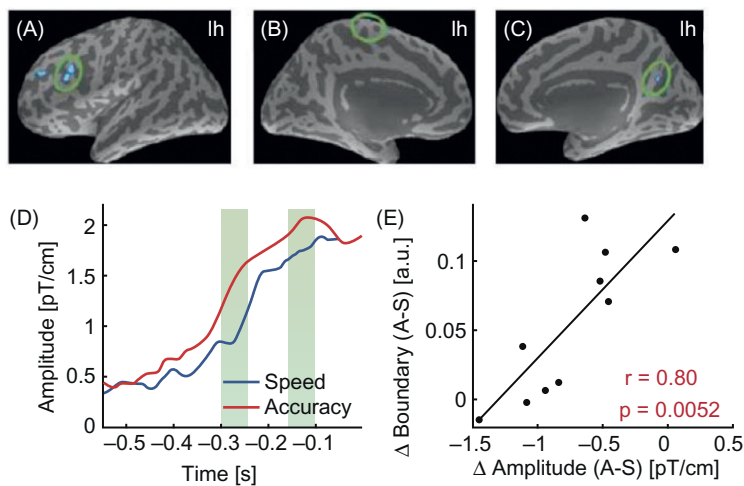 (A) lh
(B) lh
(C) lh
(D)
Amplitude [pT/cm]
2
1.5
1
0.5
0
Speed
Accuracy
–0.5 –0.4 –0.3 –0.2 –0.1
Time [s]
(E)
Δ Boundary (A-S) [a.u.]
0.1
0.05
0
r = 0.80
p = 0.0052
–1.5 –1 –0.5 0 0.5
Δ Amplitude (A-S) [pT/cm]